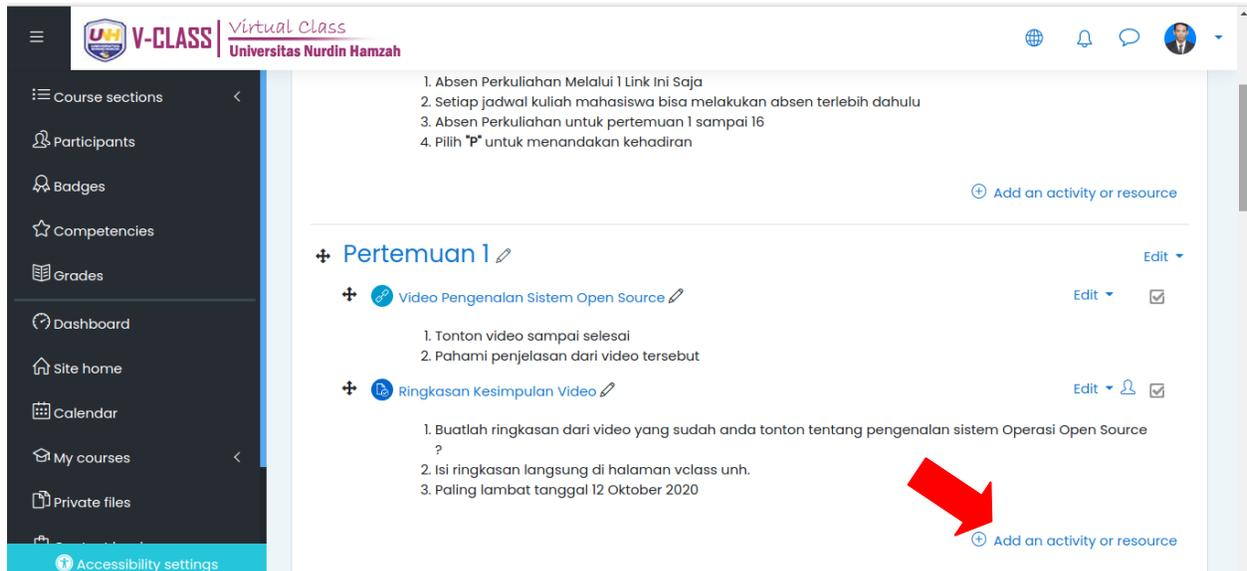 UNH
V-CLASS
Virtual Class
Universitas Nurdin Hamzah
Course sections
Participants
Badges
Competencies
Grades
Dashboard
Site home
Calendar
My courses
Private files
Accessibility settings
1. Absen Perkuliahan Melalui 1 Link Ini Saja
2. Setiap jadwal kuliah mahasiswa bisa melakukan absen terlebih dahulu
3. Absen Perkuliahan untuk pertemuan 1 sampai 16
4. Pilih "P" untuk menandakan kehadiran
Add an activity or resource
Pertemuan 1
Edit
Video Pengenalan Sistem Open Source
Edit
1. Tonton video sampai selesai
2. Pahami penjelasan dari video tersebut
Ringkasan Kesimpulan Video
Edit
1. Buatlah ringkasan dari video yang sudah anda tonton tentang pengenalan sistem Operasi Open Source
?
2. Isi ringkasan langsung di halaman vclass unh.
3. Paling lambat tanggal 12 Oktober 2020
Add an activity or resource